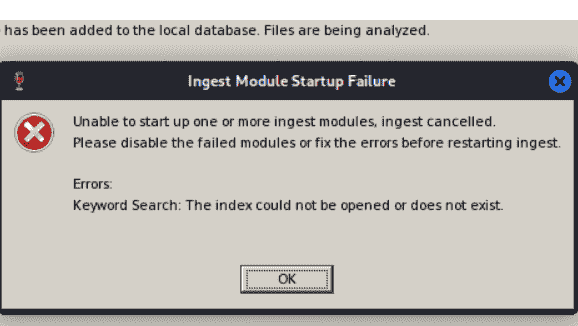 has been added to the local database. Files are being analyzed.
Ingest Module Startup Failure
Unable to start up one or more ingest modules, ingest cancelled.
Please disable the failed modules or fix the errors before restarting ingest.
Errors:
Keyword Search: The index could not be opened or does not exist.
OK